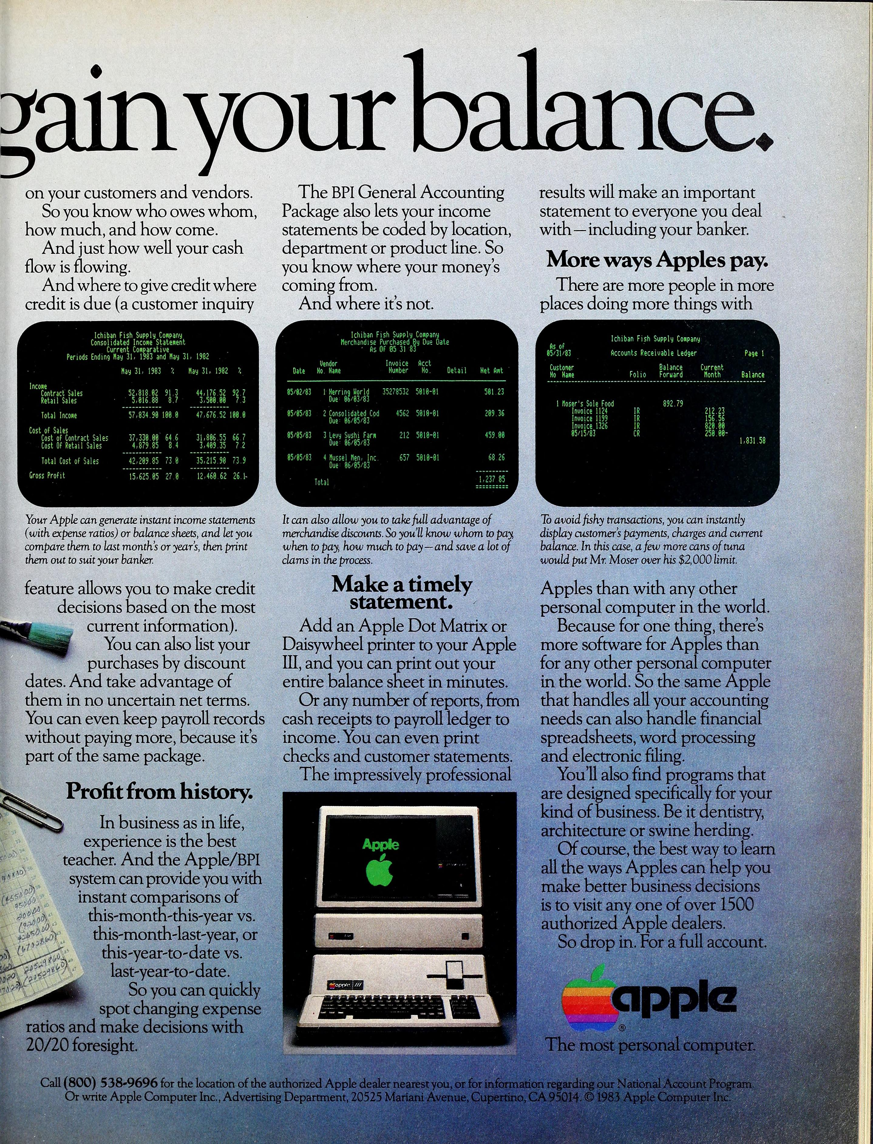 gain your balance.
on your customers and vendors.
So you know who owes whom,
how much, and how come.
And just how well your cash
flow is flowing.
And where to give credit where
credit is due (a customer inquiry
Ichiban Fish Supply Company
Consolidated Income Statement
Current Comparative
Periods Ending May 31, 1983 and May 31, 1982
May 31, 1983 % May 31, 1982 %
Income
Contract Sales 52,818.02 91.3 44,176.52 92.7
Retail Sales 5,016.88 8.7 3,500.00 7.3
Total Income 57,834.90 100.0 47,676.52 100.0
Cost of Sales
Cost of Contract Sales 37,330.00 64.6 31,806.55 66.7
Cost Of Retail Sales 4,879.85 8.4 3,409.35 7.2
Total Cost of Sales 42,209.85 73.0 35,215.90 73.9
Gross Profit 15,625.05 27.0 12,460.62 26.1
Your Apple can generate instant income statements
(with expense ratios) or balance sheets, and let you
compare them to last month's or year's, then print
them out to suit your banker.
feature allows you to make credit
decisions based on the most
current information).
You can also list your
purchases by discount
dates. And take advantage of
them in no uncertain net terms.
You can even keep payroll records
without paying more, because it's
part of the same package.
Profit from history.
In business as in life,
experience is the best
teacher. And the Apple/BPI
system can provide you with
instant comparisons of
this-month-this-year vs.
this-month-last-year, or
this-year-to-date vs.
last-year-to-date.
So you can quickly
spot changing expense
ratios and make decisions with
20/20 foresight.
The BPI General Accounting
Package also lets your income
statements be coded by location,
department or product line. So
you know where your money's
coming from.
And where it's not.
Ichiban Fish Supply Company
Merchandise Purchased By Due Date
As OF 05 31 83
Vendor Invoice Acct
Date No Name Number No. Detail Net Amt
05/02/83 1 Herring World 35278532 5010-01 501 23
Due 06/03/83
05/05/83 2 Consolidated Cod 4562 5010-01 209.36
Due 06/05/83
05/05/83 3 Levy Sushi Farm 212 5010-01 459.00
Due 06/05/83
05/05/83 4 Mussel Men, Inc. 657 5010-01 68 26
Due 06/05/83
Total 1,237 85
It can also allow you to take full advantage of
merchandise discounts. So you'll know whom to pay,
when to pay, how much to pay—and save a lot of
clams in the process.
Make a timely
statement.
Add an Apple Dot Matrix or
Daisywheel printer to your Apple
III, and you can print out your
entire balance sheet in minutes.
Or any number of reports, from
cash receipts to payroll ledger to
income. You can even print
checks and customer statements.
The impressively professional
Apple
apple ///
results will make an important
statement to everyone you deal
with—including your banker.
More ways Apples pay.
There are more people in more
places doing more things with
Ichiban Fish Supply Company
As of
05/31/83 Accounts Receivable Ledger Page 1
Customer Balance Current
No Name Folio Forward Month Balance
1 Moser's Sole Food 892.79
Invoice 1124 IR 212.23
Invoice 1199 IR 156.56
Invoice 1326 IR 820.00
05/15/83 CR 250.00-
1,831.58
To avoid fishy transactions, you can instantly
display customer's payments, charges and current
balance. In this case, a few more cans of tuna
would put Mr. Moser over his $2,000 limit.
Apples than with any other
personal computer in the world.
Because for one thing, there's
more software for Apples than
for any other personal computer
in the world. So the same Apple
that handles all your accounting
needs can also handle financial
spreadsheets, word processing
and electronic filing.
You'll also find programs that
are designed specifically for your
kind of business. Be it dentistry,
architecture or swine herding.
Of course, the best way to learn
all the ways Apples can help you
make better business decisions
is to visit any one of over 1500
authorized Apple dealers.
So drop in. For a full account.
apple
®
The most personal computer.
Call (800) 538-9696 for the location of the authorized Apple dealer nearest you, or for information regarding our National Account Program.
Or write Apple Computer Inc., Advertising Department, 20525 Mariani Avenue, Cupertino, CA 95014. © 1983 Apple Computer Inc.